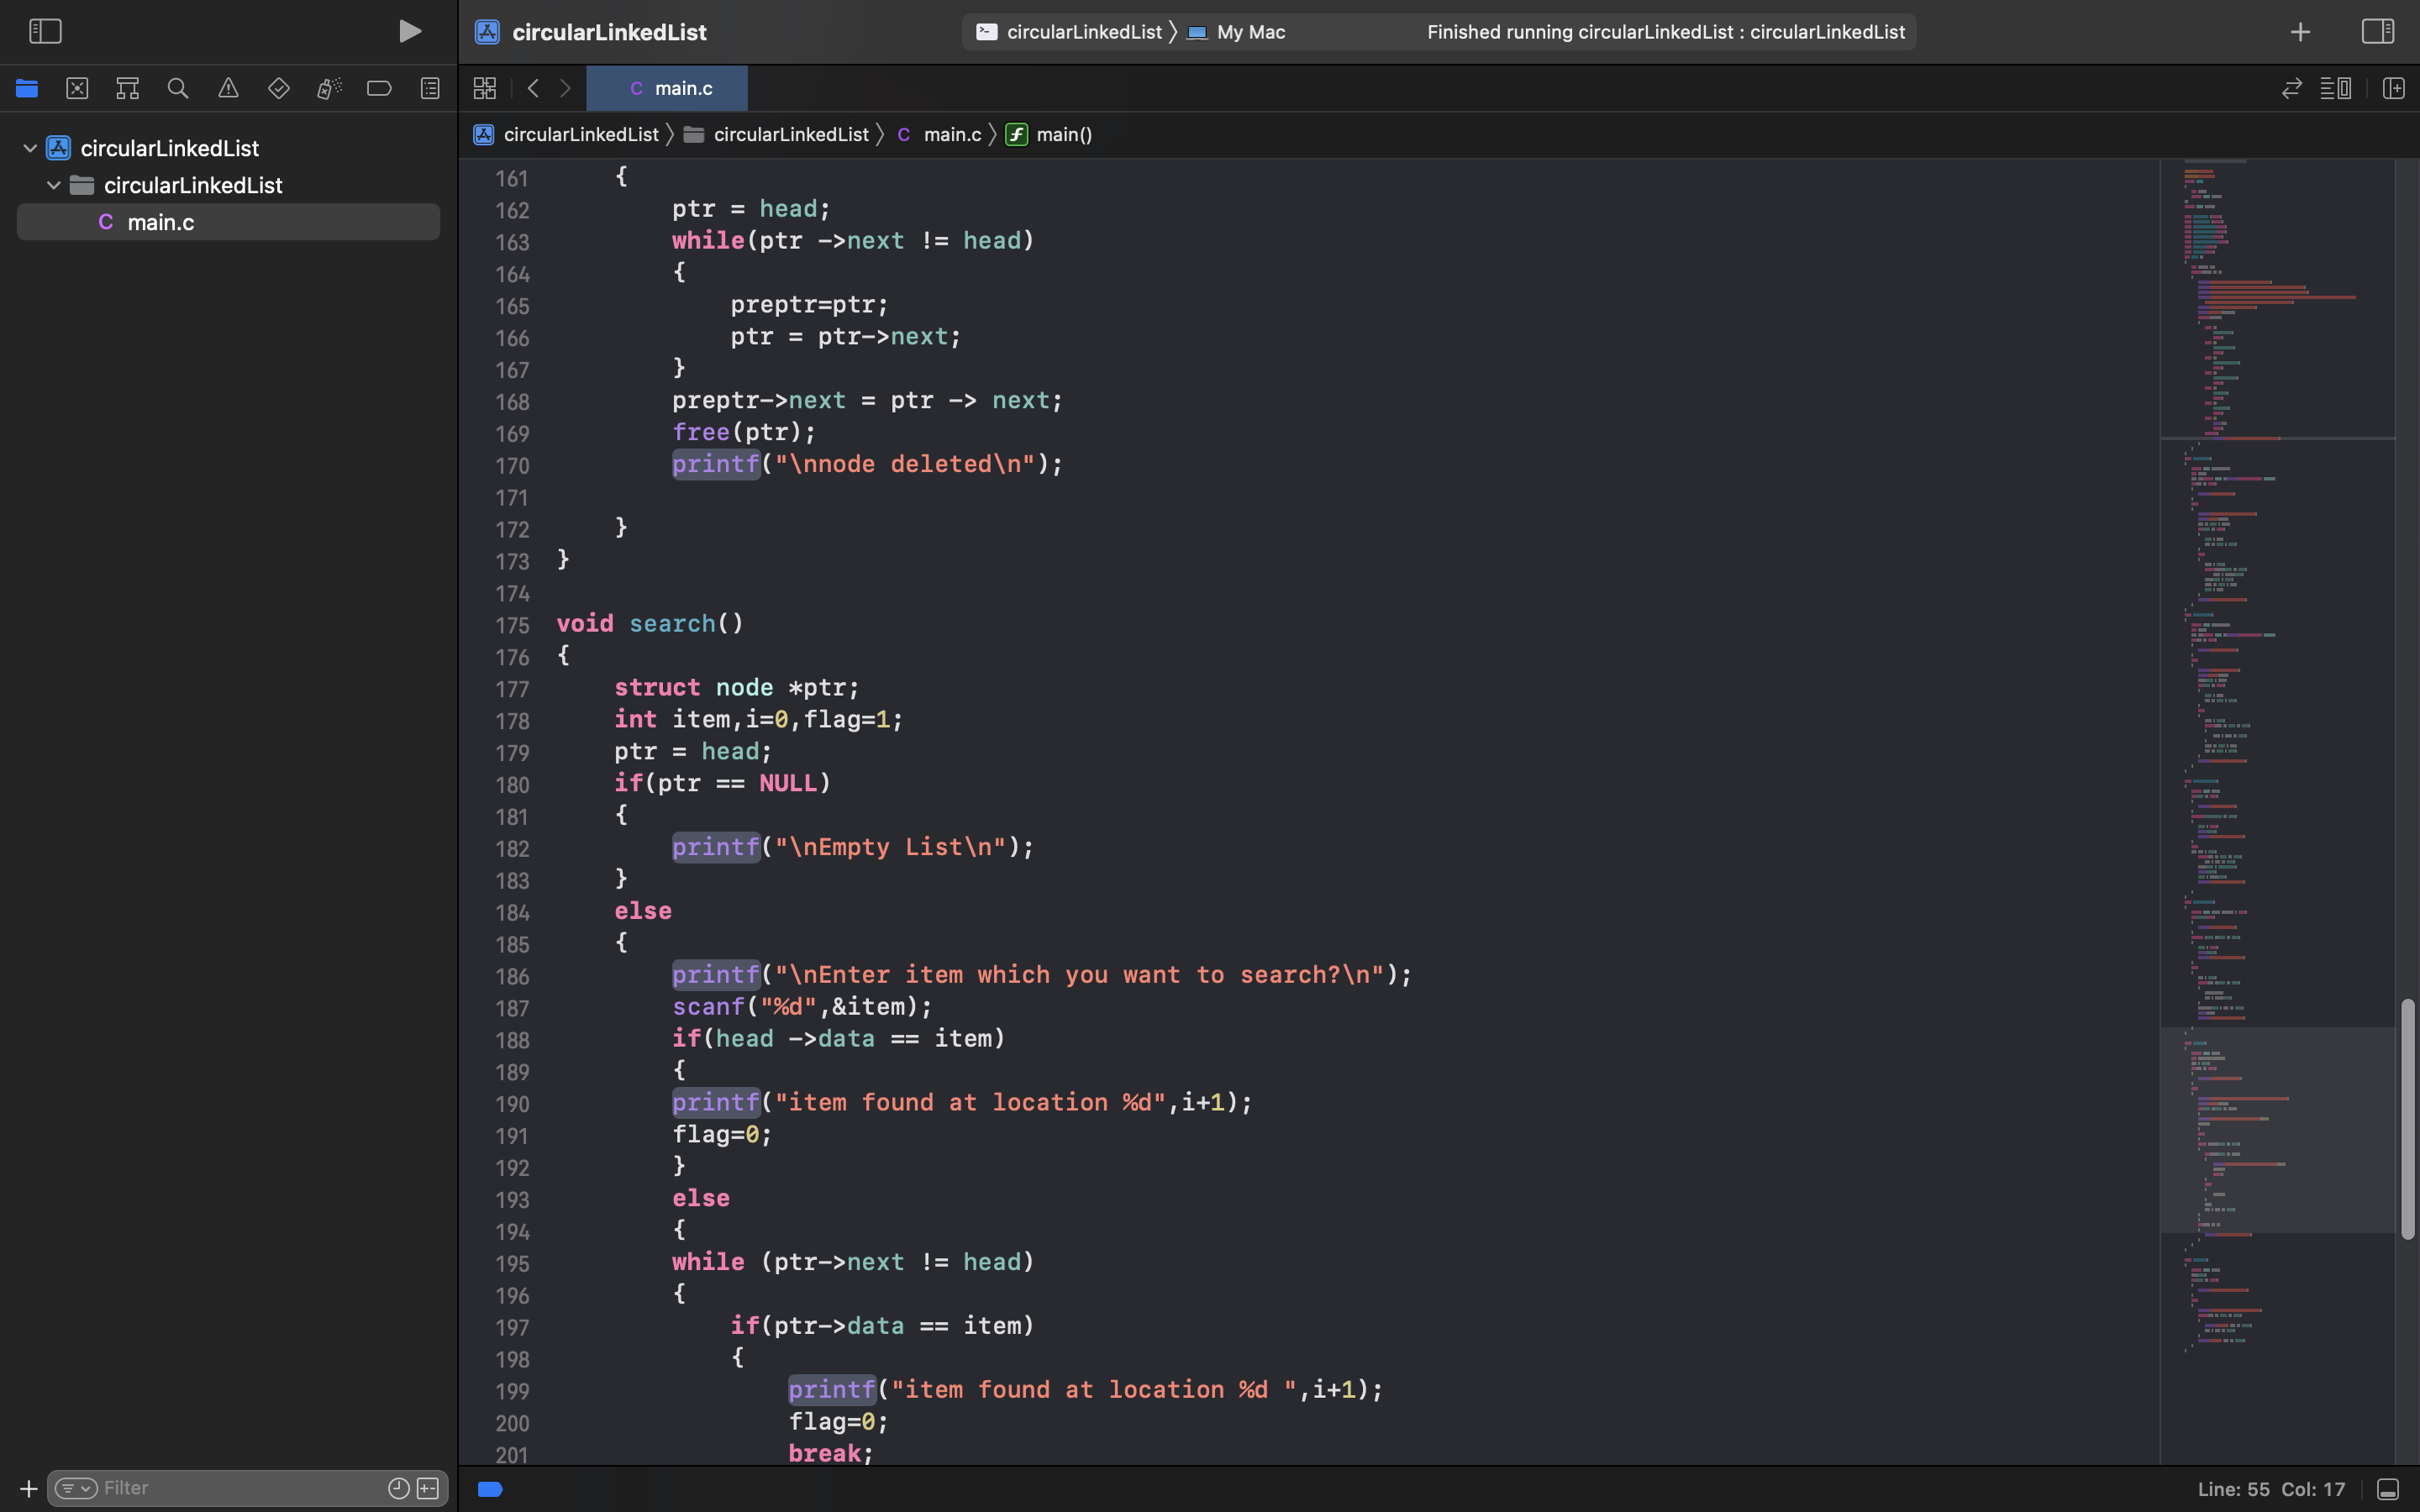 circularLinkedList
circularLinkedList 〉 My Mac
Finished running circularLinkedList : circularLinkedList
C main.c
circularLinkedList 〉 circularLinkedList 〉 C main.c 〉 f main()
circularLinkedList
circularLinkedList
C main.c
161     {
162         ptr = head;
163         while(ptr ->next != head)
164         {
165             preptr=ptr;
166             ptr = ptr->next;
167         }
168         preptr->next = ptr -> next;
169         free(ptr);
170         printf("\nnode deleted\n");
171
172     }
173 }
174
175 void search()
176 {
177     struct node *ptr;
178     int item,i=0,flag=1;
179     ptr = head;
180     if(ptr == NULL)
181     {
182         printf("\nEmpty List\n");
183     }
184     else
185     {
186         printf("\nEnter item which you want to search?\n");
187         scanf("%d",&item);
188         if(head ->data == item)
189         {
190         printf("item found at location %d",i+1);
191         flag=0;
192         }
193         else
194         {
195         while (ptr->next != head)
196         {
197             if(ptr->data == item)
198             {
199                 printf("item found at location %d ",i+1);
200                 flag=0;
201                 break;
Filter
Line: 55 Col: 17